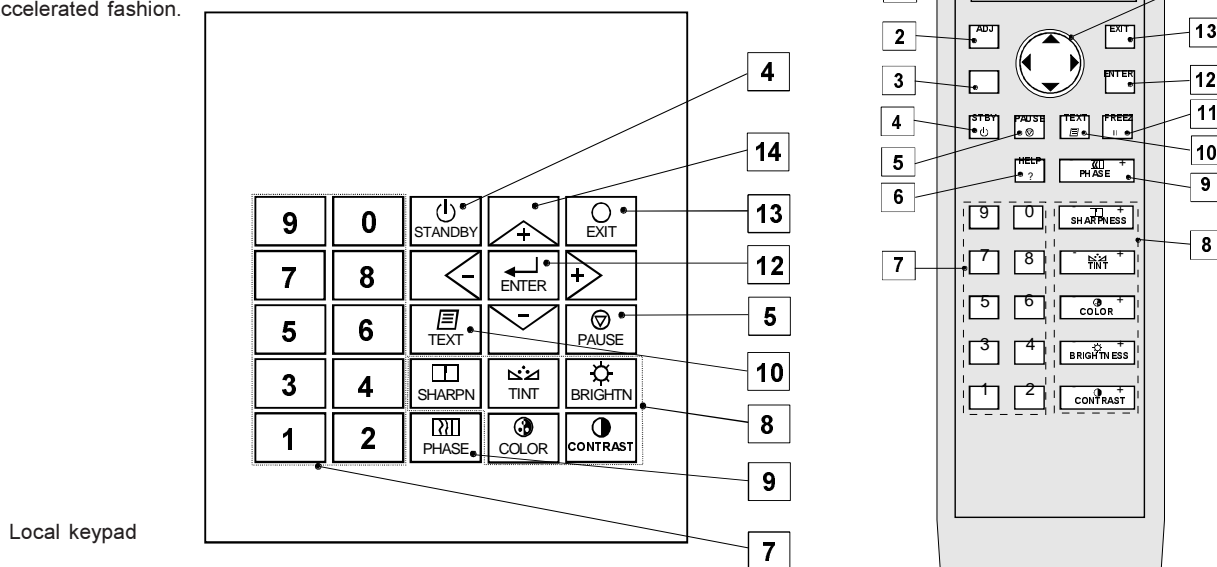 ccelerated fashion.
4
14
13
12
5
10
8
9
7
9 0 STANDBY + EXIT
7 8 - ENTER +
5 6 TEXT - PAUSE
3 4 SHARPN TINT BRIGHTN
1 2 PHASE COLOR CONTRAST
Local keypad
2
3
4
5
6
7
13
12
11
10
9
8
ADJ EXIT
ENTER
STBY PAUSE TEXT FREEZ
HELP ? - PHASE +
9 0 - SHARPNESS +
7 8 - TINT +
5 6 - COLOR +
3 4 - BRIGHTNESS +
1 2 - CONTRAST +